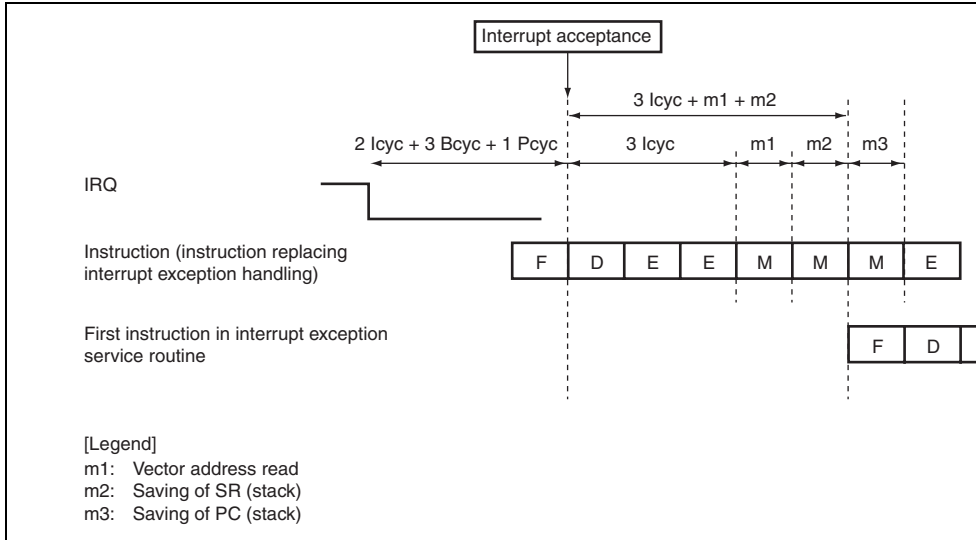 Interrupt acceptance
3 Icyc + m1 + m2
2 Icyc + 3 Bcyc + 1 Pcyc
3 Icyc
m1
m2
m3
IRQ
Instruction (instruction replacing
interrupt exception handling)
F D E E M M M E
First instruction in interrupt exception
service routine
F D
[Legend]
m1: Vector address read
m2: Saving of SR (stack)
m3: Saving of PC (stack)